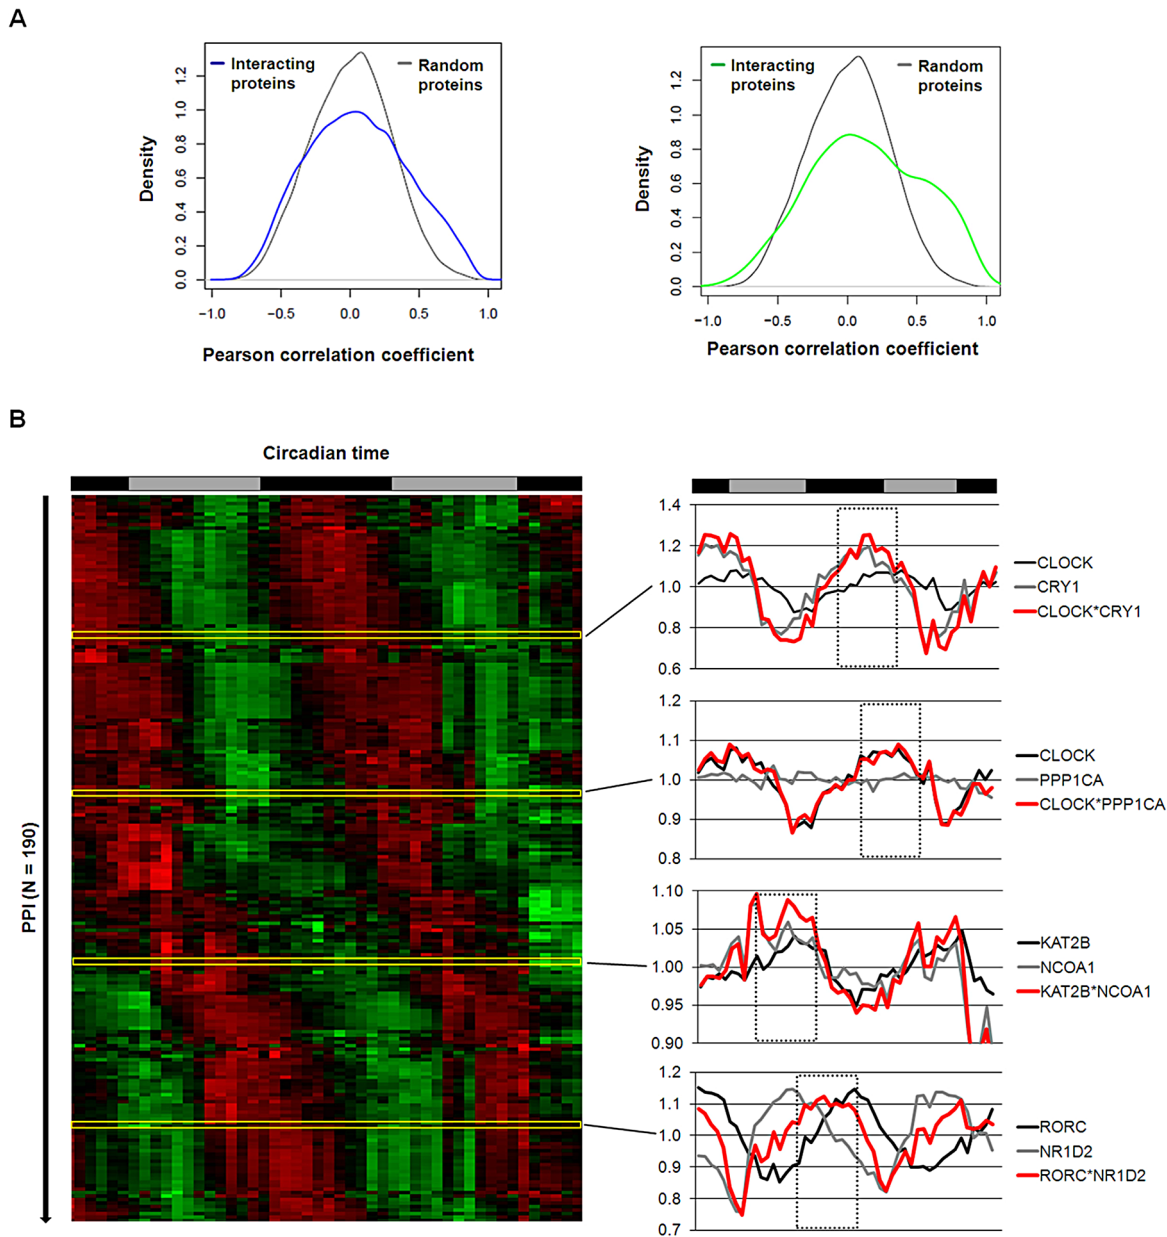 A
Interacting proteins
Random proteins
Density
0.0 0.2 0.4 0.6 0.8 1.0 1.2
−1.0 −0.5 0.0 0.5 1.0
Pearson correlation coefficient
Interacting proteins
Random proteins
Density
0.0 0.2 0.4 0.6 0.8 1.0 1.2
−1.0 −0.5 0.0 0.5 1.0
Pearson correlation coefficient
B
Circadian time
PPI (N = 190)
1.4
1.2
1.0
0.8
0.6
CLOCK
CRY1
CLOCK*CRY1
1.2
1.1
1.0
0.9
0.8
CLOCK
PPP1CA
CLOCK*PPP1CA
1.10
1.05
1.00
0.95
0.90
KAT2B
NCOA1
KAT2B*NCOA1
1.2
1.1
1.0
0.9
0.8
0.7
RORC
NR1D2
RORC*NR1D2